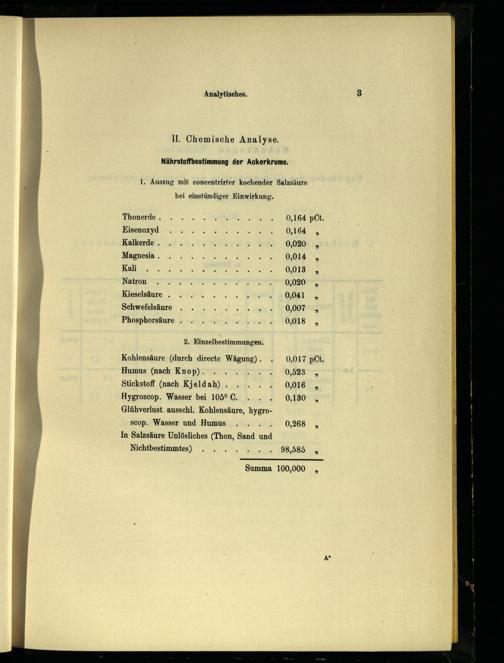 Analytisches. 3
II. Chemische Analyse.
Nährstoffbestimmung der Ackerkrume.
1. Auszug mit concentrirter kochender Salzsäure
bei einstündiger Einwirkung.
Thonerde . . . . . . . . . . . 0,164 pCt.
Eisenoxyd . . . . . . . . . . . 0,164 „
Kalkerde . . . . . . . . . . . 0,020 „
Magnesia . . . . . . . . . . . 0,014 „
Kali . . . . . . . . . . . . 0,013 „
Natron . . . . . . . . . . . 0,020 „
Kieselsäure . . . . . . . . . . 0,041 „
Schwefelsäure . . . . . . . . . 0,007 „
Phosphorsäure . . . . . . . . . 0,018 „
2. Einzelbestimmungen.
Kohlensäure (durch directe Wägung) . . 0,017 pCt.
Humus (nach Knop) . . . . . . . 0,523 „
Stickstoff (nach Kjeldah) . . . . . 0,016 „
Hygroscop. Wasser bei 105° C. . . . 0,130 „
Glühverlust ausschl. Kohlensäure, hygro-
scop. Wasser und Humus . . . . 0,268 „
In Salzsäure Unlösliches (Thon, Sand und
Nichtbestimmtes) . . . . . . . 98,585 „
Summa 100,000 „
A*